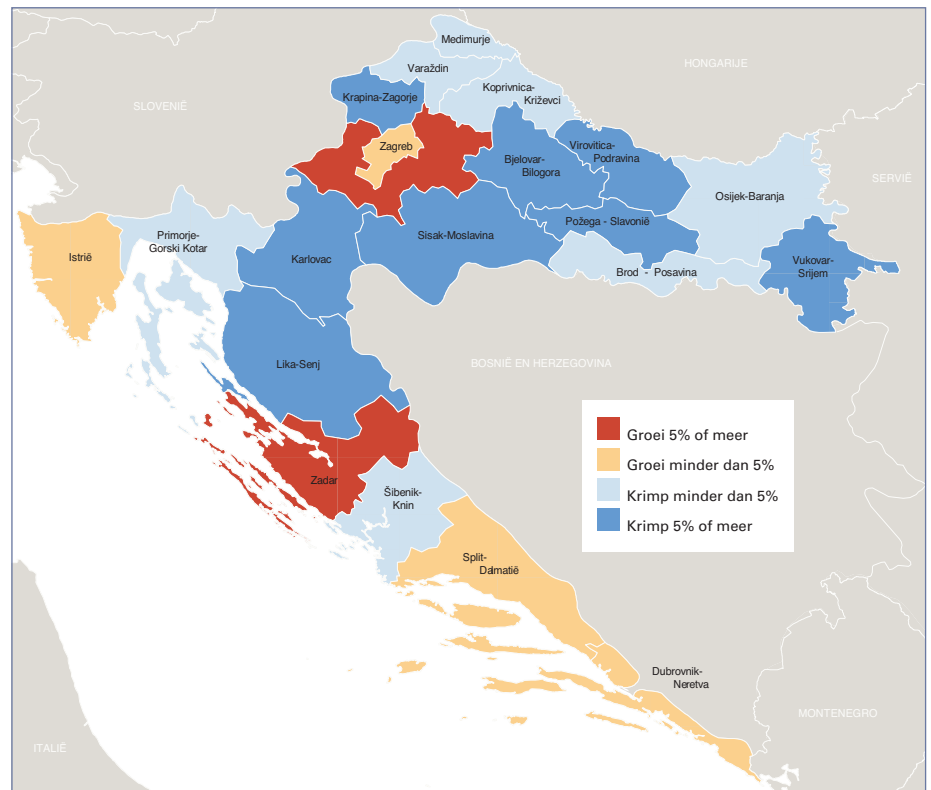 Medimurje
Varaždin
HONGARIJE
Koprivnica-
Križevci
Krapina-Zagorje
SLOVENIË
Zagreb
Virovitica-
Podravina
Bjelovar-
Bilogora
SERVIË
Osijek-Baranja
Požega - Slavonië
Primorje-
Gorski Kotar
Sisak-Moslavina
Istrië
Karlovac
Brod - Posavina
Vukovar-
Srijem
Lika-Senj
BOSNIË EN HERZEGOVINA
Groei 5% of meer
Groei minder dan 5%
Krimp minder dan 5%
Krimp 5% of meer
Zadar
Šibenik-
Knin
Split-
Dalmatië
Dubrovnik-
Neretva
MONTENEGRO
ITALIË